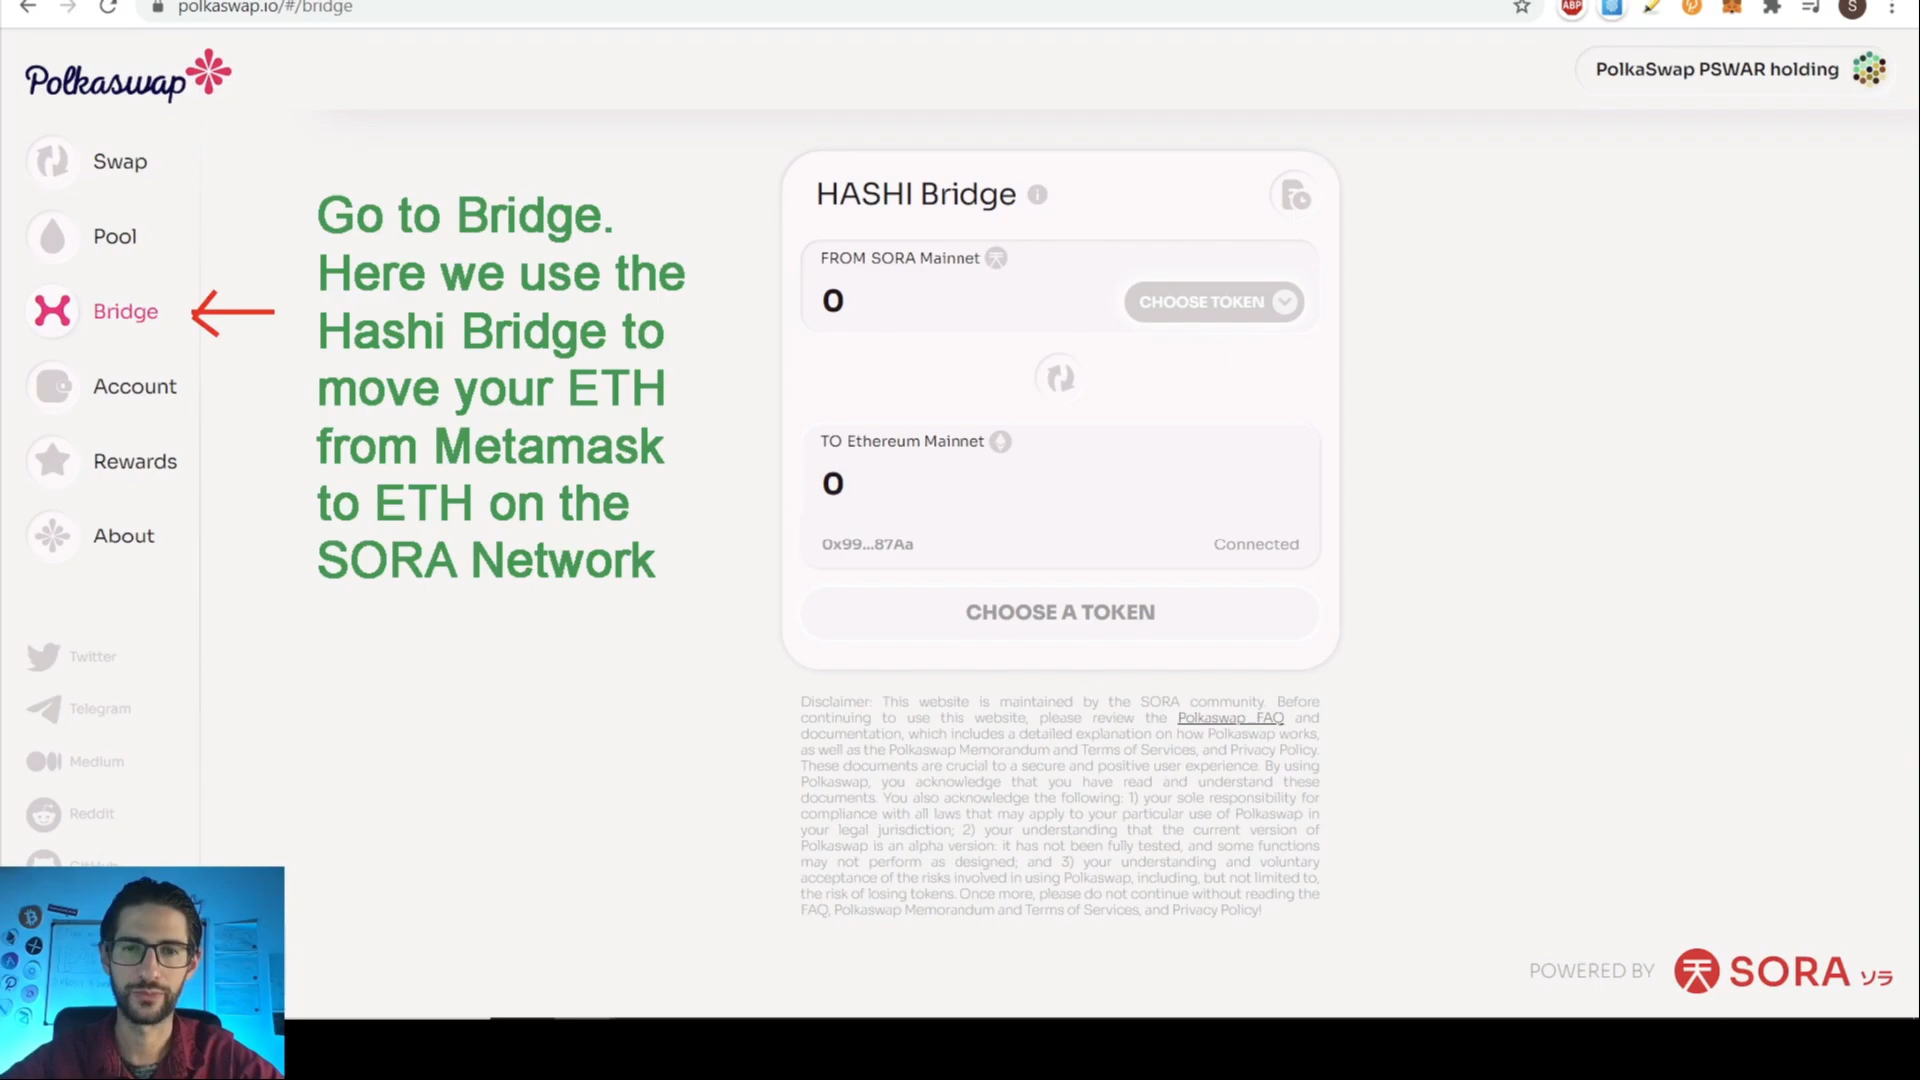 polkaswap.io/#/bridge
ABP
S
Polkaswap
PolkaSwap PSWAR holding
Swap
Pool
Bridge
Account
Rewards
About
Twitter
Telegram
Medium
Reddit
GitHub
Go to Bridge.
Here we use the
Hashi Bridge to
move your ETH
from Metamask
to ETH on the
SORA Network
HASHI Bridge
FROM SORA Mainnet
0
CHOOSE TOKEN
TO Ethereum Mainnet
0
0x99...87Aa
Connected
CHOOSE A TOKEN
Disclaimer: This website is maintained by the SORA community. Before
continuing to use this website, please review the Polkaswap FAQ and
documentation, which includes a detailed explanation on how Polkaswap works,
as well as the Polkaswap Memorandum and Terms of Services, and Privacy Policy.
These documents are crucial to a secure and positive user experience. By using
Polkaswap, you acknowledge that you have read and understand these
documents. You also acknowledge the following: 1) your sole responsibility for
compliance with all laws that may apply to your particular use of Polkaswap in
your legal jurisdiction; 2) your understanding that the current version of
Polkaswap is an alpha version: it has not been fully tested, and some functions
may not perform as designed; and 3) your understanding and voluntary
acceptance of the risks involved in using Polkaswap, including, but not limited to,
the risk of losing tokens. Once more, please do not continue without reading the
FAQ, Polkaswap Memorandum and Terms of Services, and Privacy Policy!
POWERED BY
SORA ソラ